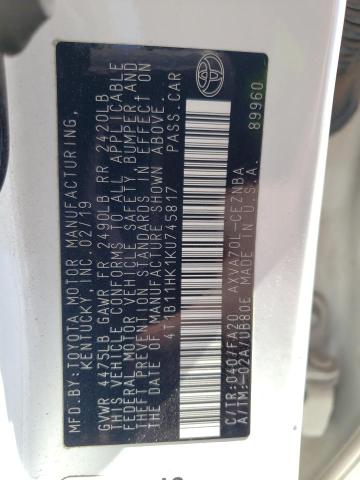 MFD.BY:TOYOTA MOTOR MANUFACTURING,
KENTUCKY, INC. 02/19
GVWR 4475LB GAWR FR 2490LB RR 2420LB
THIS VEHICLE CONFORMS TO ALL APPLICABLE
FEDERAL MOTOR VEHICLE SAFETY, BUMPER, AND
THEFT PREVENTION STANDARDS IN EFFECT ON
THE DATE OF MANUFACTURE SHOWN ABOVE.
4T1B11HK1KU745817 PASS.CAR
C/TR:040/FA20 AXVA70L-CEZNBA
A/TM:-02A/UB80E MADE IN U.S.A.
89960